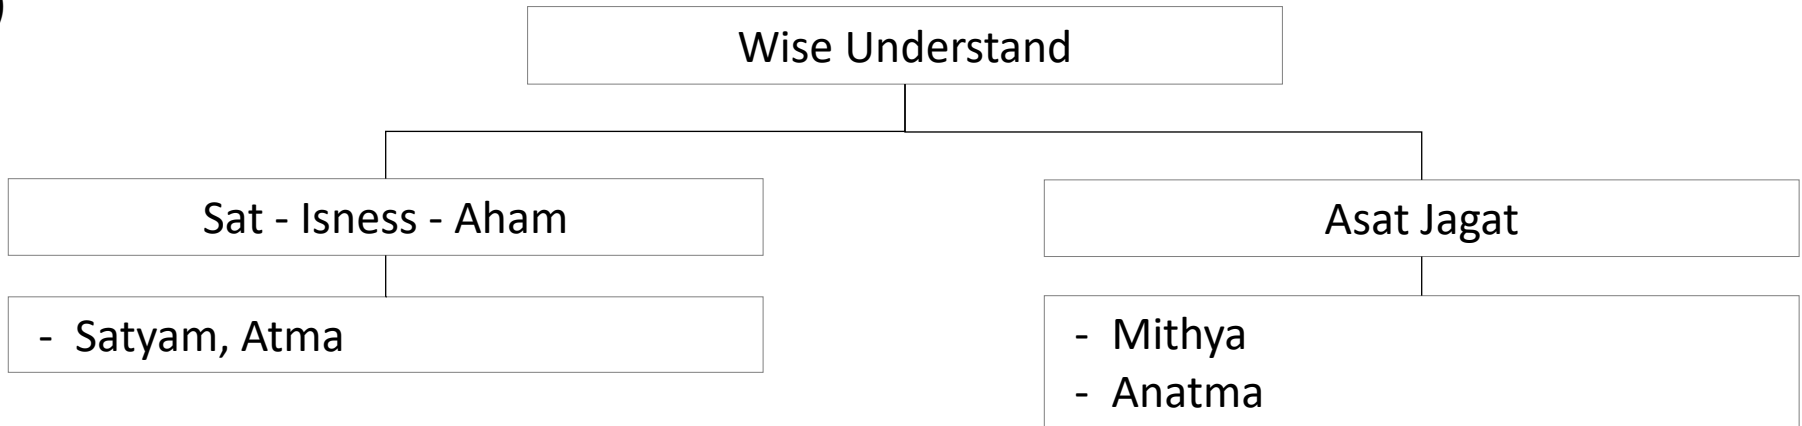 )
Wise Understand
Sat - Isness - Aham
Asat Jagat
- Satyam, Atma
- Mithya
- Anatma